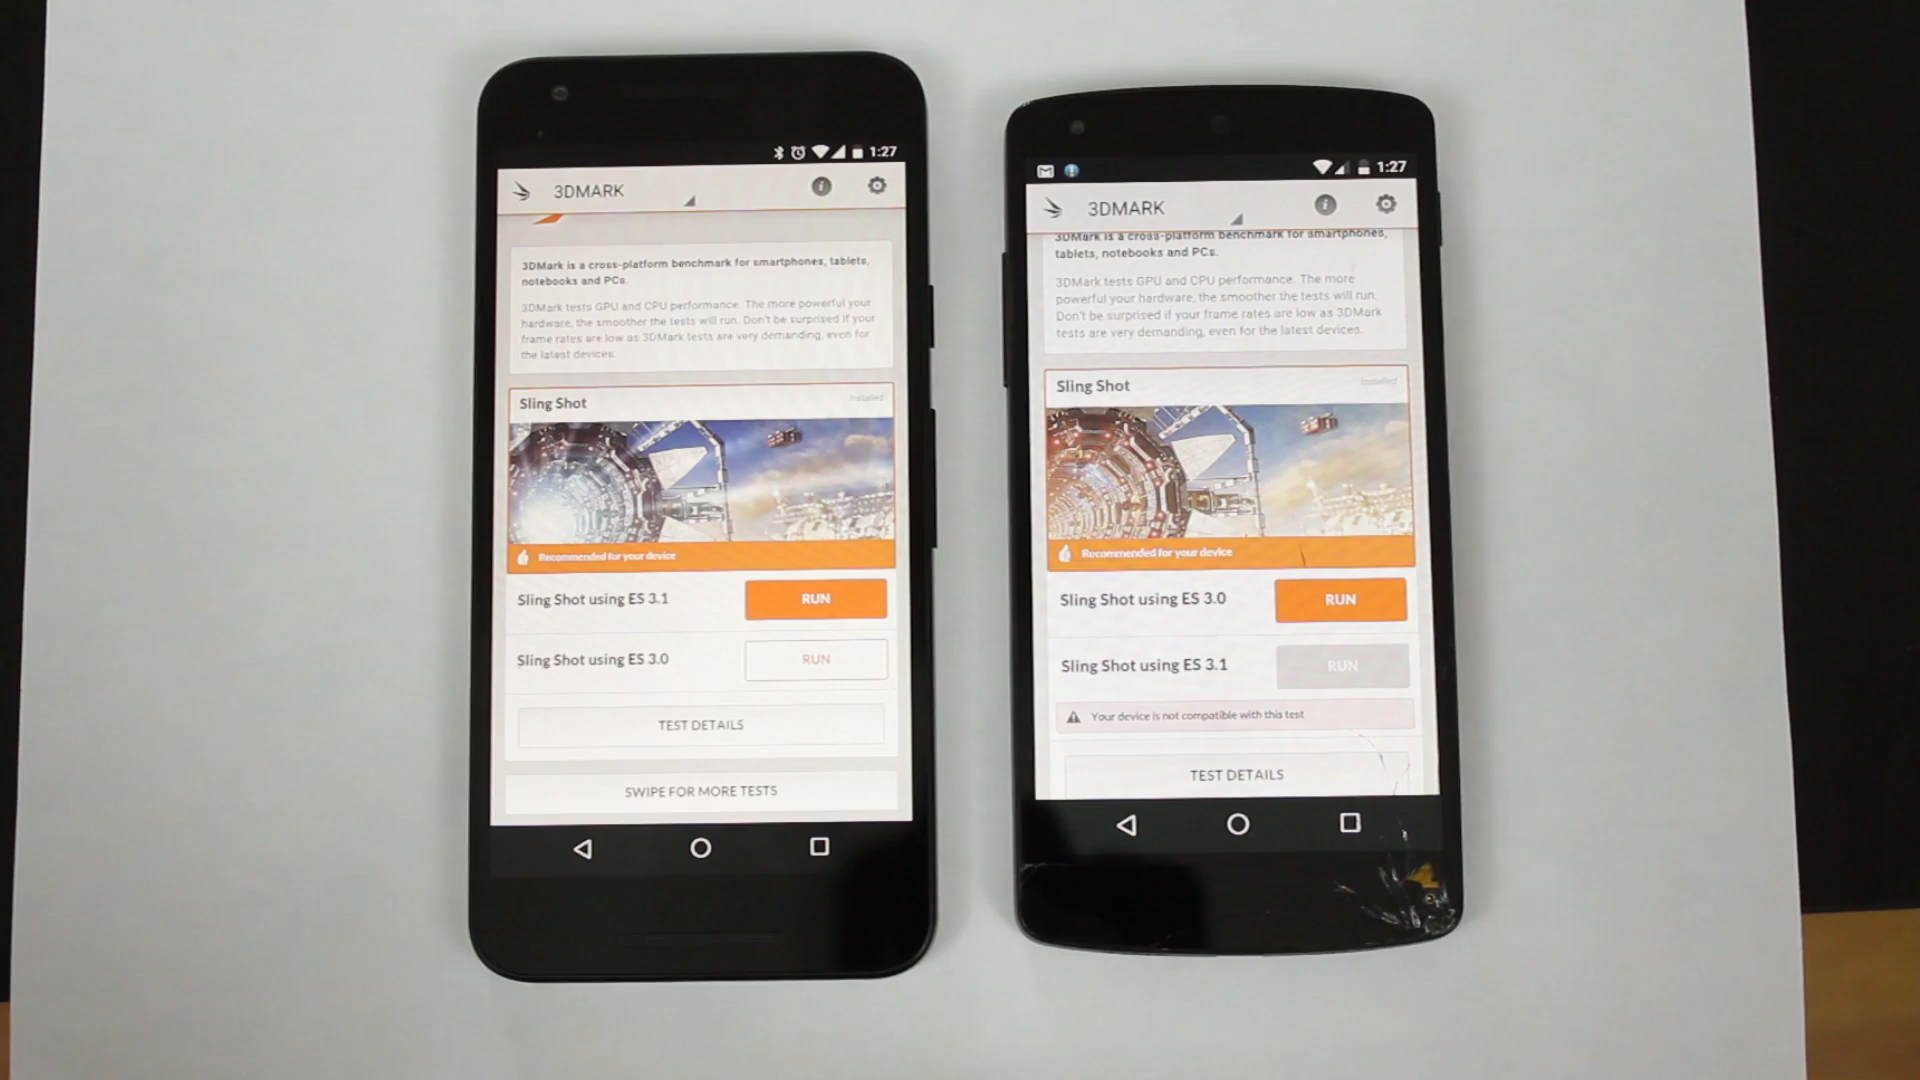 1:27
3DMARK
3DMark is a cross-platform benchmark for smartphones, tablets,
notebooks and PCs.
3DMark tests GPU and CPU performance. The more powerful your
hardware, the smoother the tests will run. Don't be surprised if your
frame rates are low as 3DMark tests are very demanding, even for
the latest devices.
Sling Shot
Installed
Recommended for your device
Sling Shot using ES 3.1
RUN
Sling Shot using ES 3.0
RUN
TEST DETAILS
SWIPE FOR MORE TESTS
1:27
3DMARK
3DMark is a cross-platform benchmark for smartphones,
tablets, notebooks and PCs.
3DMark tests GPU and CPU performance. The more
powerful your hardware, the smoother the tests will run.
Don't be surprised if your frame rates are low as 3DMark
tests are very demanding, even for the latest devices.
Sling Shot
Installed
Recommended for your device
Sling Shot using ES 3.0
RUN
Sling Shot using ES 3.1
RUN
Your device is not compatible with this test
TEST DETAILS